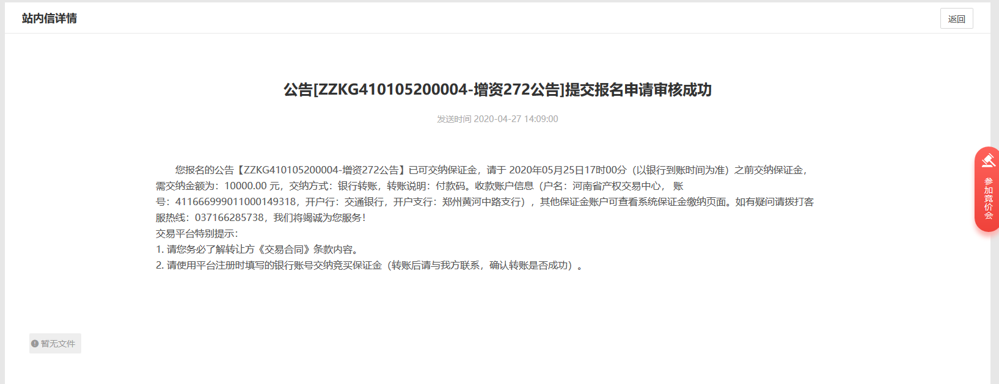 站内信详情
返回
公告[ZZKG410105200004-增资272公告]提交报名申请审核成功
发送时间 2020-04-27 14:09:00
您报名的公告【ZZKG410105200004-增资272公告】已可交纳保证金，请于 2020年05月25日17时00分（以银行到账时间为准）之前交纳保证金，
需交纳金额为：10000.00 元，交纳方式：银行转账，转账说明：付款码。收款账户信息（户名：河南省产权交易中心， 账
号：411666999011000149318，开户行：交通银行，开户支行：郑州黄河中路支行），其他保证金账户可查看系统保证金缴纳页面。如有疑问请拨打客
服热线：037166285738，我们将竭诚为您服务！
交易平台特别提示：
1. 请您务必了解转让方《交易合同》条款内容。
2. 请使用平台注册时填写的银行账号交纳竞买保证金（转账后请与我方联系，确认转账是否成功）。
参加竞价会
暂无文件